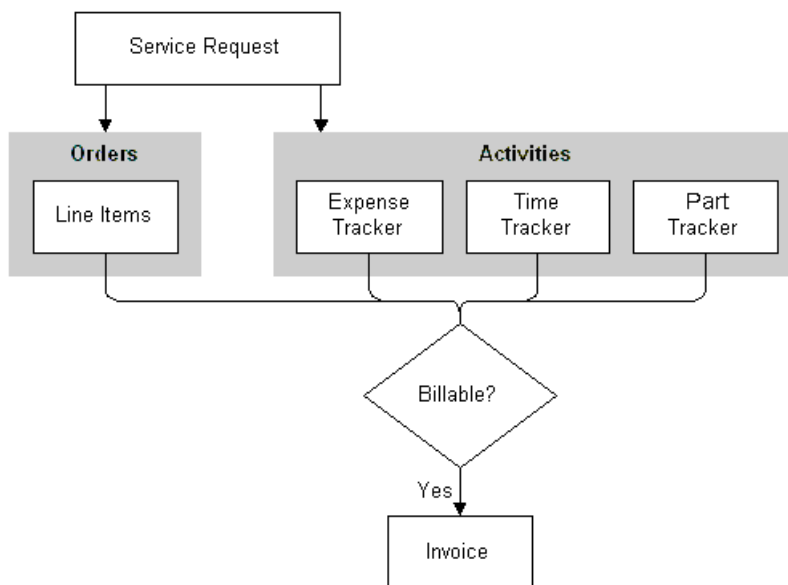 Service Request
Orders
Activities
Line Items
Expense
Tracker
Time
Tracker
Part
Tracker
Billable?
Yes
Invoice